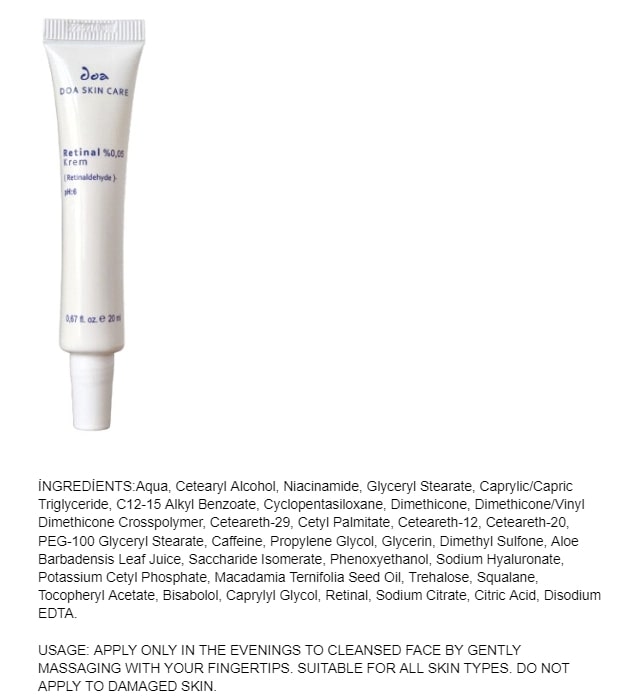 doa
DOA SKIN CARE
Retinal %0,05
Krem
(Retinaldehyde)
pH:6
0,67 fl. oz. e 20 ml
İNGREDİENTS:Aqua, Cetearyl Alcohol, Niacinamide, Glyceryl Stearate, Caprylic/Capric
Triglyceride, C12-15 Alkyl Benzoate, Cyclopentasiloxane, Dimethicone, Dimethicone/Vinyl
Dimethicone Crosspolymer, Ceteareth-29, Cetyl Palmitate, Ceteareth-12, Ceteareth-20,
PEG-100 Glyceryl Stearate, Caffeine, Propylene Glycol, Glycerin, Dimethyl Sulfone, Aloe
Barbadensis Leaf Juice, Saccharide Isomerate, Phenoxyethanol, Sodium Hyaluronate,
Potassium Cetyl Phosphate, Macadamia Ternifolia Seed Oil, Trehalose, Squalane,
Tocopheryl Acetate, Bisabolol, Caprylyl Glycol, Retinal, Sodium Citrate, Citric Acid, Disodium
EDTA.
USAGE: APPLY ONLY IN THE EVENINGS TO CLEANSED FACE BY GENTLY
MASSAGING WITH YOUR FINGERTIPS. SUITABLE FOR ALL SKIN TYPES. DO NOT
APPLY TO DAMAGED SKIN.